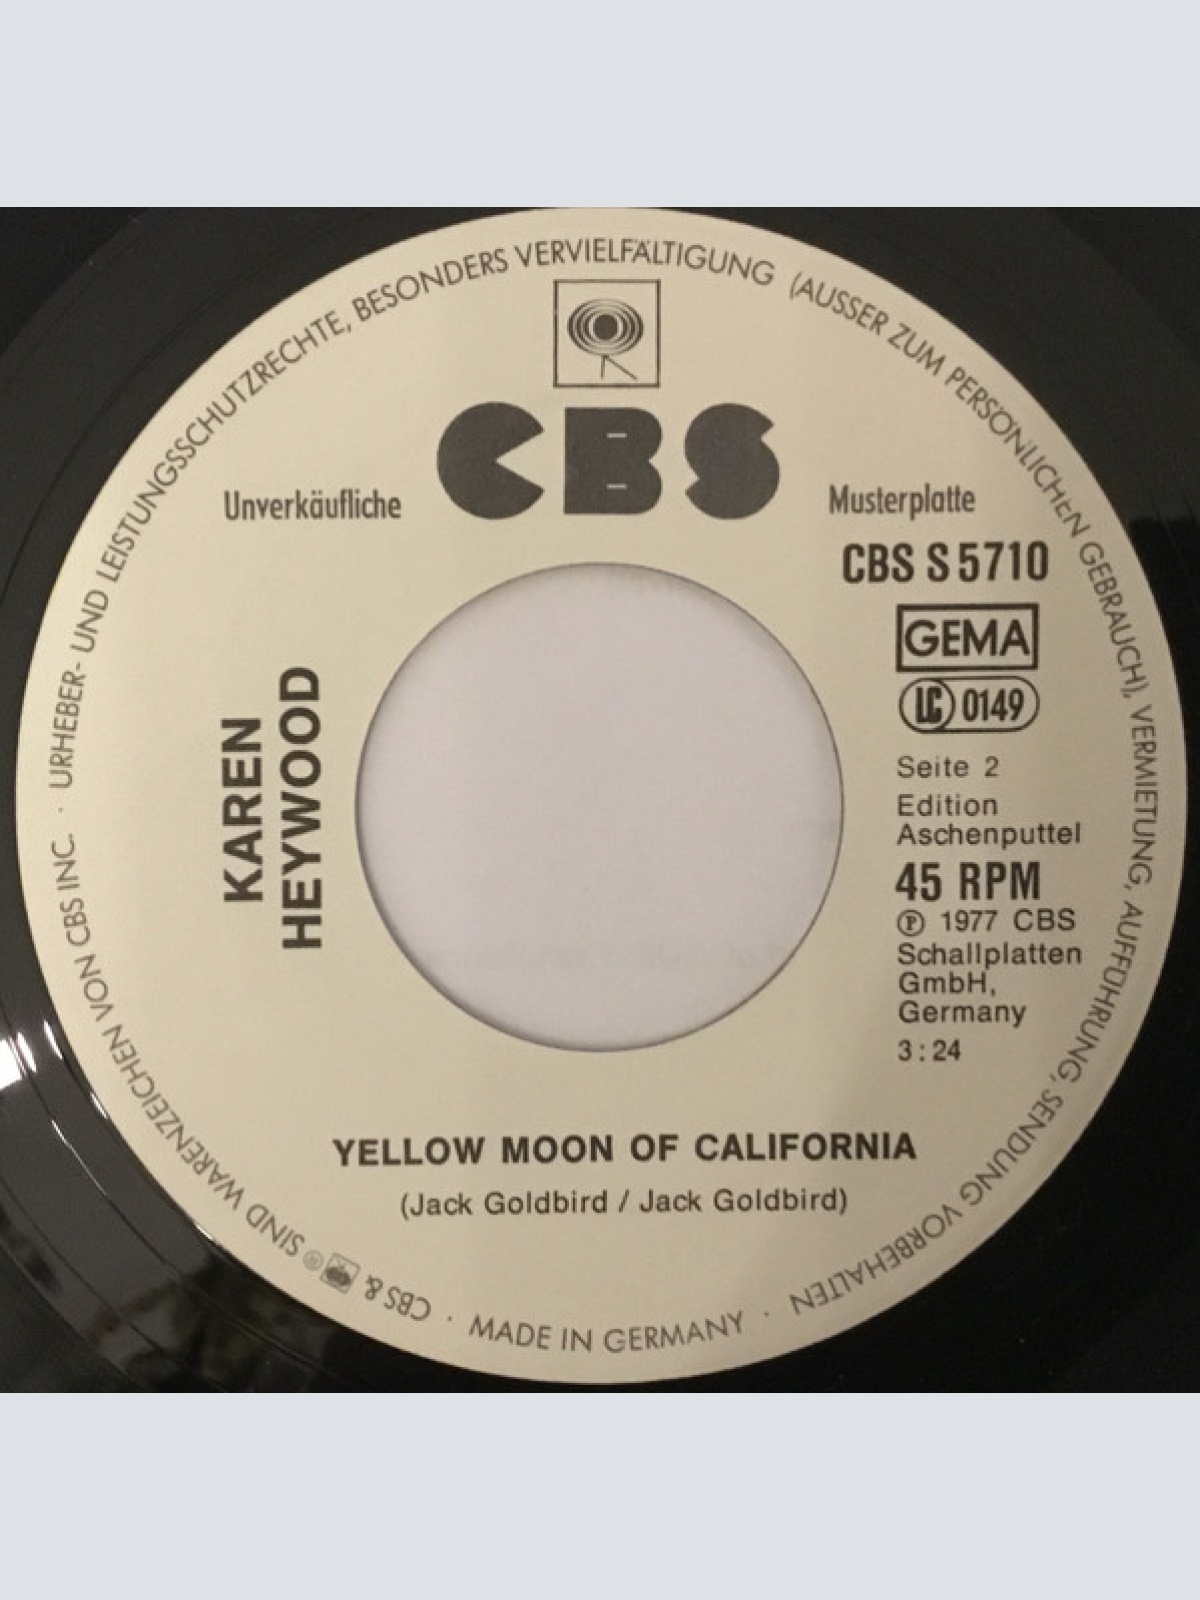 URHEBER- UND LEISTUNGSSCHUTZRECHTE, BESONDERS VERVIELFÄLTIGUNG (AUSSER ZUM PERSÖNLICHEN GEBRAUCH), VERMIETUNG, AUFFÜHRUNG, SENDUNG VORBEHALTEN · MADE IN GERMANY · CBS & ® SIND WARENZEICHEN VON CBS INC. ·
CBS
Unverkäufliche Musterplatte
CBS S 5710
GEMA
LC 0149
KAREN
HEYWOOD
Seite 2
Edition
Aschenputtel
45 RPM
℗ 1977 CBS
Schallplatten
GmbH,
Germany
3:24
YELLOW MOON OF CALIFORNIA
(Jack Goldbird / Jack Goldbird)